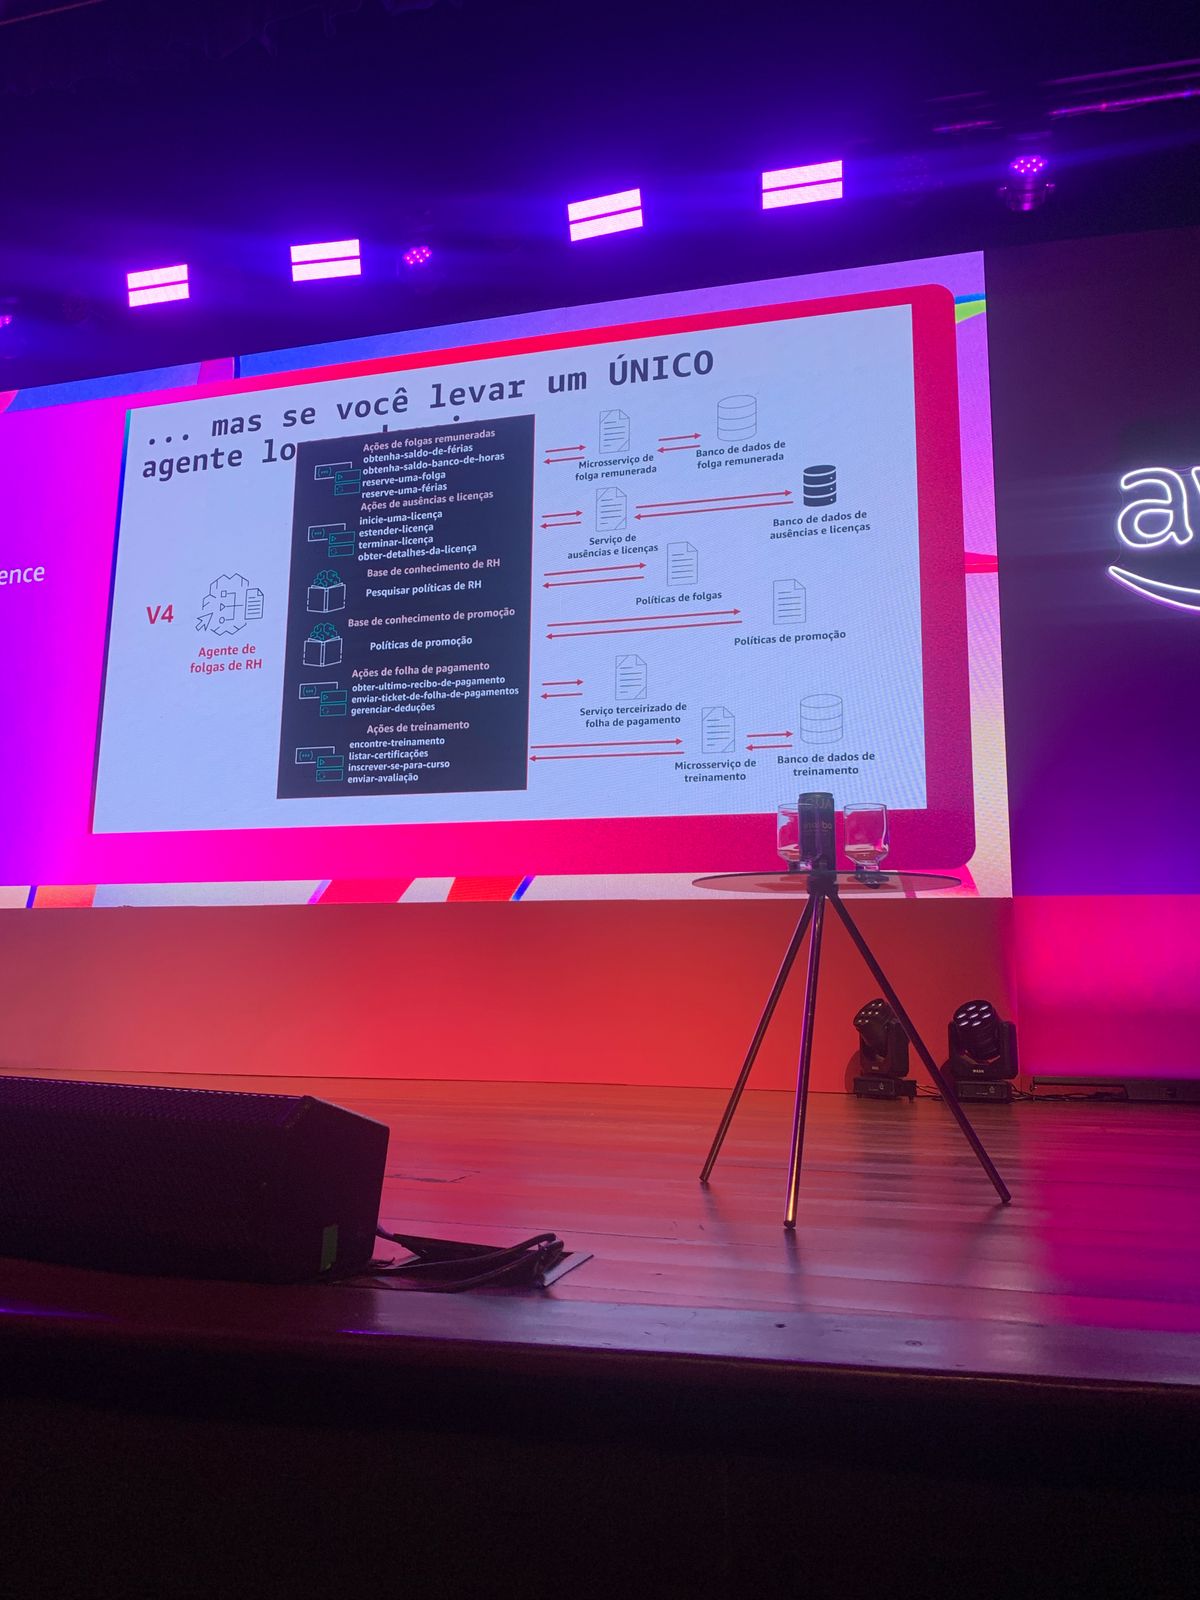 ... mas se você levar um ÚNICO
agente
Ações de folgas remuneradas
obtenha-saldo-de-férias
obtenha-saldo-banco-de-horas
reserve-uma-folga
reserve-uma-férias
Ações de ausências e licenças
inicie-uma-licença
estender-licença
terminar-licença
obter-detalhes-da-licença
Base de conhecimento de RH
Pesquisar políticas de RH
Base de conhecimento de promoção
Políticas de promoção
Ações de folha de pagamento
obter-ultimo-recibo-de-pagamento
enviar-ticket-de-folha-de-pagamentos
gerenciar-deduções
Ações de treinamento
encontre-treinamento
listar-certificações
inscrever-se-para-curso
enviar-avaliação
V4
Agente de
folgas de RH
Microsserviço de
folga remunerada
Banco de dados de
folga remunerada
Serviço de
ausências e licenças
Banco de dados de
ausências e licenças
Políticas de folgas
Políticas de promoção
Serviço terceirizado de
folha de pagamento
Microsserviço de
treinamento
Banco de dados de
treinamento
ence
a